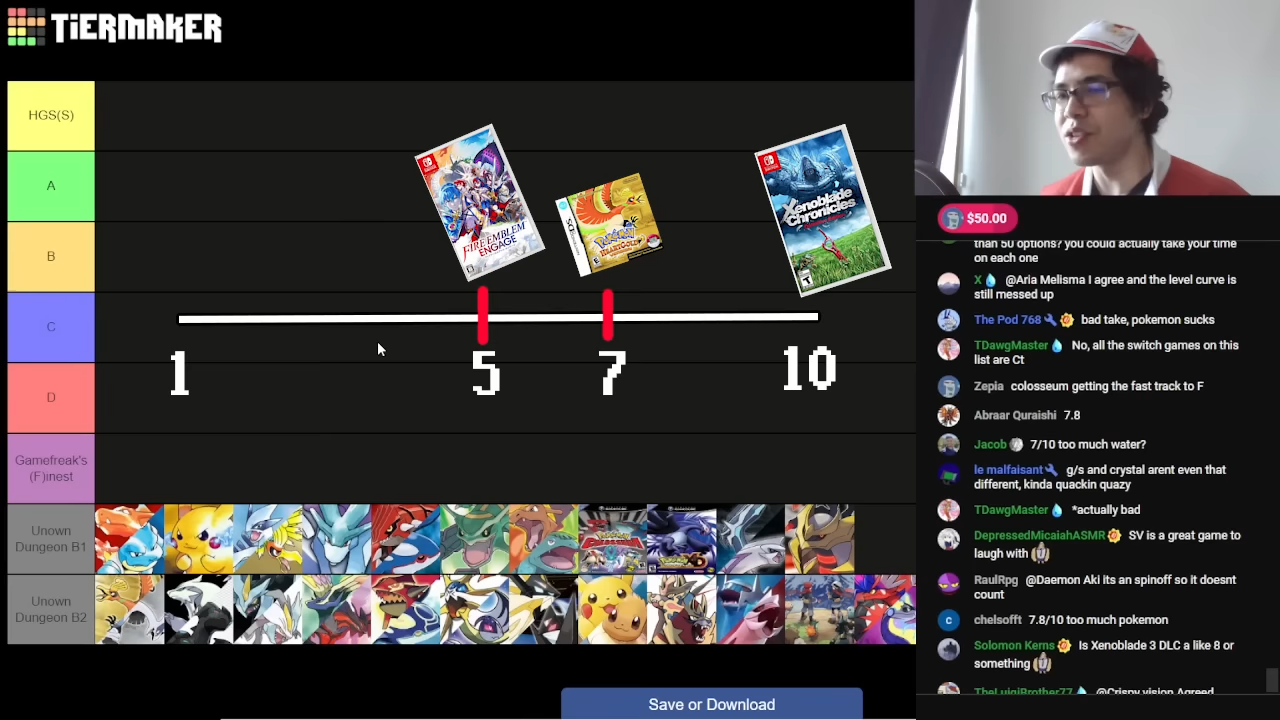 TiERMAKER
HGS(S)
A
B
C
D
Gamefreak's
(F)inest
Unown
Dungeon B1
Unown
Dungeon B2
FIRE EMBLEM
ENGAGE
POKéMON
HEARTGOLD
Xenoblade
Chronicles
1
5
7
10
Save or Download
$50.00
than 50 options? you could actually take your time
on each one
X @Aria Melisma I agree and the level curve is
still messed up
The Pod 768 bad take, pokemon sucks
TDawgMaster No, all the switch games on this
list are Ct
Zepia colosseum getting the fast track to F
Abraar Quraishi 7.8
Jacob 7/10 too much water?
le malfaisant g/s and crystal arent even that
different, kinda quackin quazy
TDawgMaster *actually bad
DepressedMicaiahASMR SV is a great game to
laugh with
RaulRpg @Daemon Aki its an spinoff so it doesnt
count
c
chelsofft 7.8/10 too much pokemon
Solomon Kerns Is Xenoblade 3 DLC a like 8 or
something
TheLuigiBrother77 @Crispy vision Agreed